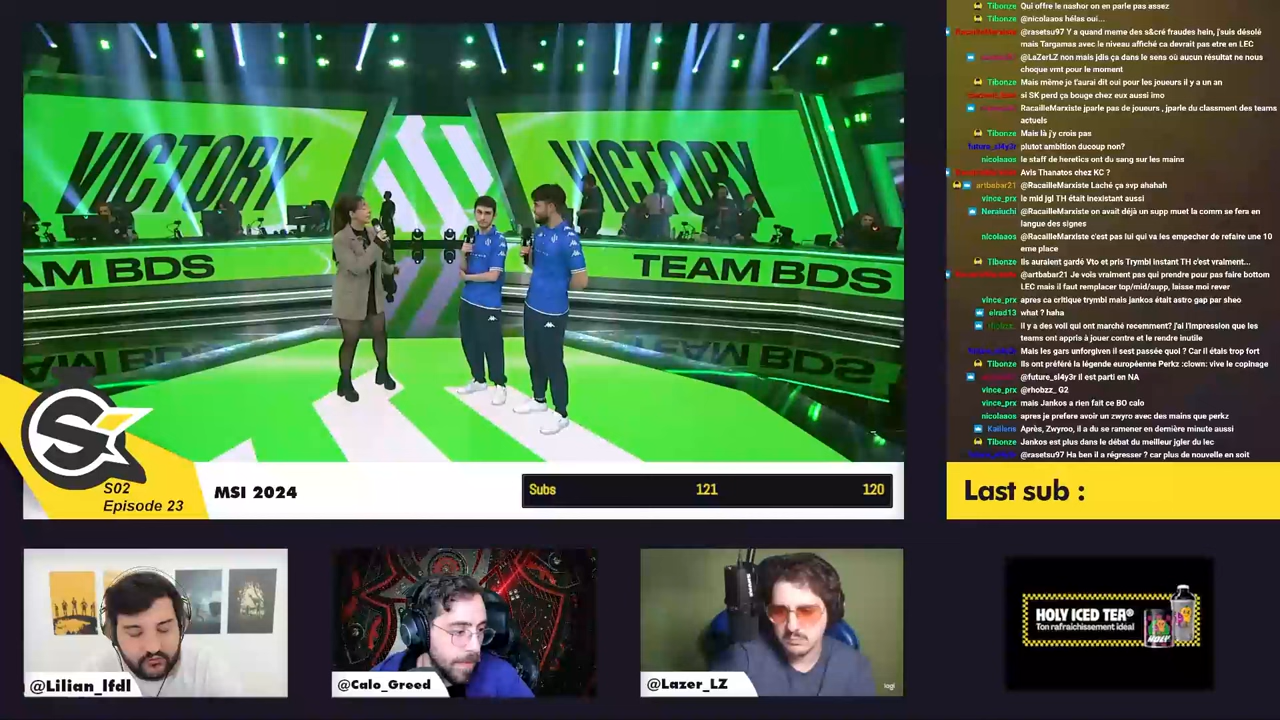 VICTORY
VICTORY
AM BDS
TEAM BDS
S02
Episode 23
MSI 2024
Subs 121 120
Last sub :
@Lilian_lfdl
@Calo_Greed
@Lazer_LZ
logi
HOLY ICED TER®
Ton rafraichissement ideal
HOLY
Tibonze Qui offre le nashor on en parle pas assez
Tibonze @nicolaaos hélas oui...
@rasetsu97 Y a quand meme des s&cré fraudes hein, j'suis désolé
mais Targamas avec le niveau affiché ca devrait pas etre en LEC
@LaZerLZ non mais jdis ça dans le sens où aucun résultat ne nous
choque vmt pour le moment
Tibonze Mais même je t'aurai dit oui pour les joueurs il y a un an
si SK perd ça bouge chez eux aussi imo
RacailleMarxiste jparle pas de joueurs , jparle du classment des teams
actuels
Tibonze Mais là j'y crois pas
future_sl4y3r plutot ambition ducoup non?
nicolaaos le staff de heretics ont du sang sur les mains
Avis Thanatos chez KC ?
artbabar21 @RacailleMarxiste Laché ça svp ahahah
vince_prx le mid jgl TH était inexistant aussi
Neraiuchi @RacailleMarxiste on avait déjà un supp muet la comm se fera en
langue des signes
nicolaaos @RacailleMarxiste c'est pas lui qui va les empecher de refaire une 10
eme place
Tibonze Ils auraient gardé Vto et pris Trymbi instant TH c'est vraiment...
@artbabar21 Je vois vraiment pas qui prendre pour pas faire bottom
LEC mais il faut remplacer top/mid/supp, laisse moi rever
vince_prx apres ca critique trymbi mais jankos était astro gap par sheo
elrad13 what ? haha
il y a des voli qui ont marché recemment? j'ai l'impression que les
teams ont appris à jouer contre et le rendre inutile
Mais les gars unforgiven il sest passée quoi ? Car il étais trop fort
Tibonze Ils ont préféré la légende européenne Perkz :clown: vive le copinage
@future_sl4y3r il est parti en NA
vince_prx @rhobzz_ G2
vince_prx mais Jankos a rien fait ce BO calo
nicolaaos apres je prefere avoir un zwyro avec des mains que perkz
Kaillens Après, Zwyroo, il a du se ramener en dernière minute aussi
Tibonze Jankos est plus dans le débat du meilleur jgler du lec
@rasetsu97 Ha ben il a régresser ? car plus de nouvelle en soit